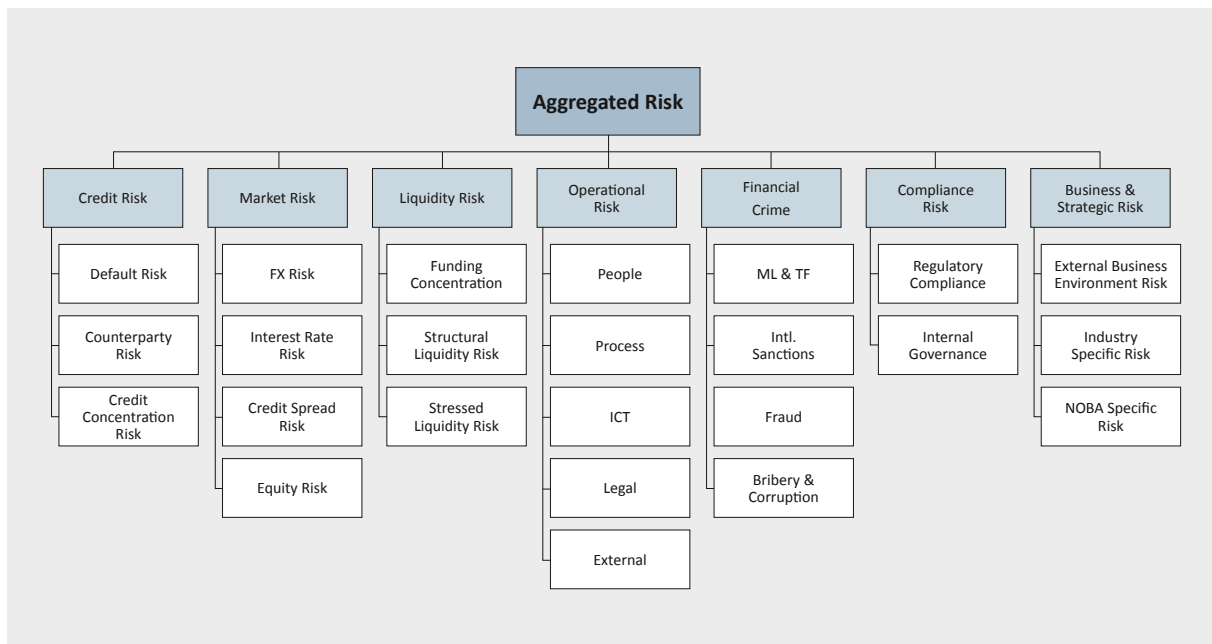 Aggregated Risk
Credit Risk
Default Risk
Counterparty
Risk
Credit
Concentration
Risk
Market Risk
FX Risk
Interest Rate
Risk
Credit Spread
Risk
Equity Risk
Liquidity Risk
Funding
Concentration
Structural
Liquidity Risk
Stressed
Liquidity Risk
Operational
Risk
People
Process
ICT
Legal
External
Financial
Crime
ML & TF
Intl.
Sanctions
Fraud
Bribery &
Corruption
Compliance
Risk
Regulatory
Compliance
Internal
Governance
Business &
Strategic Risk
External Business
Environment Risk
Industry
Specific Risk
NOBA Specific
Risk